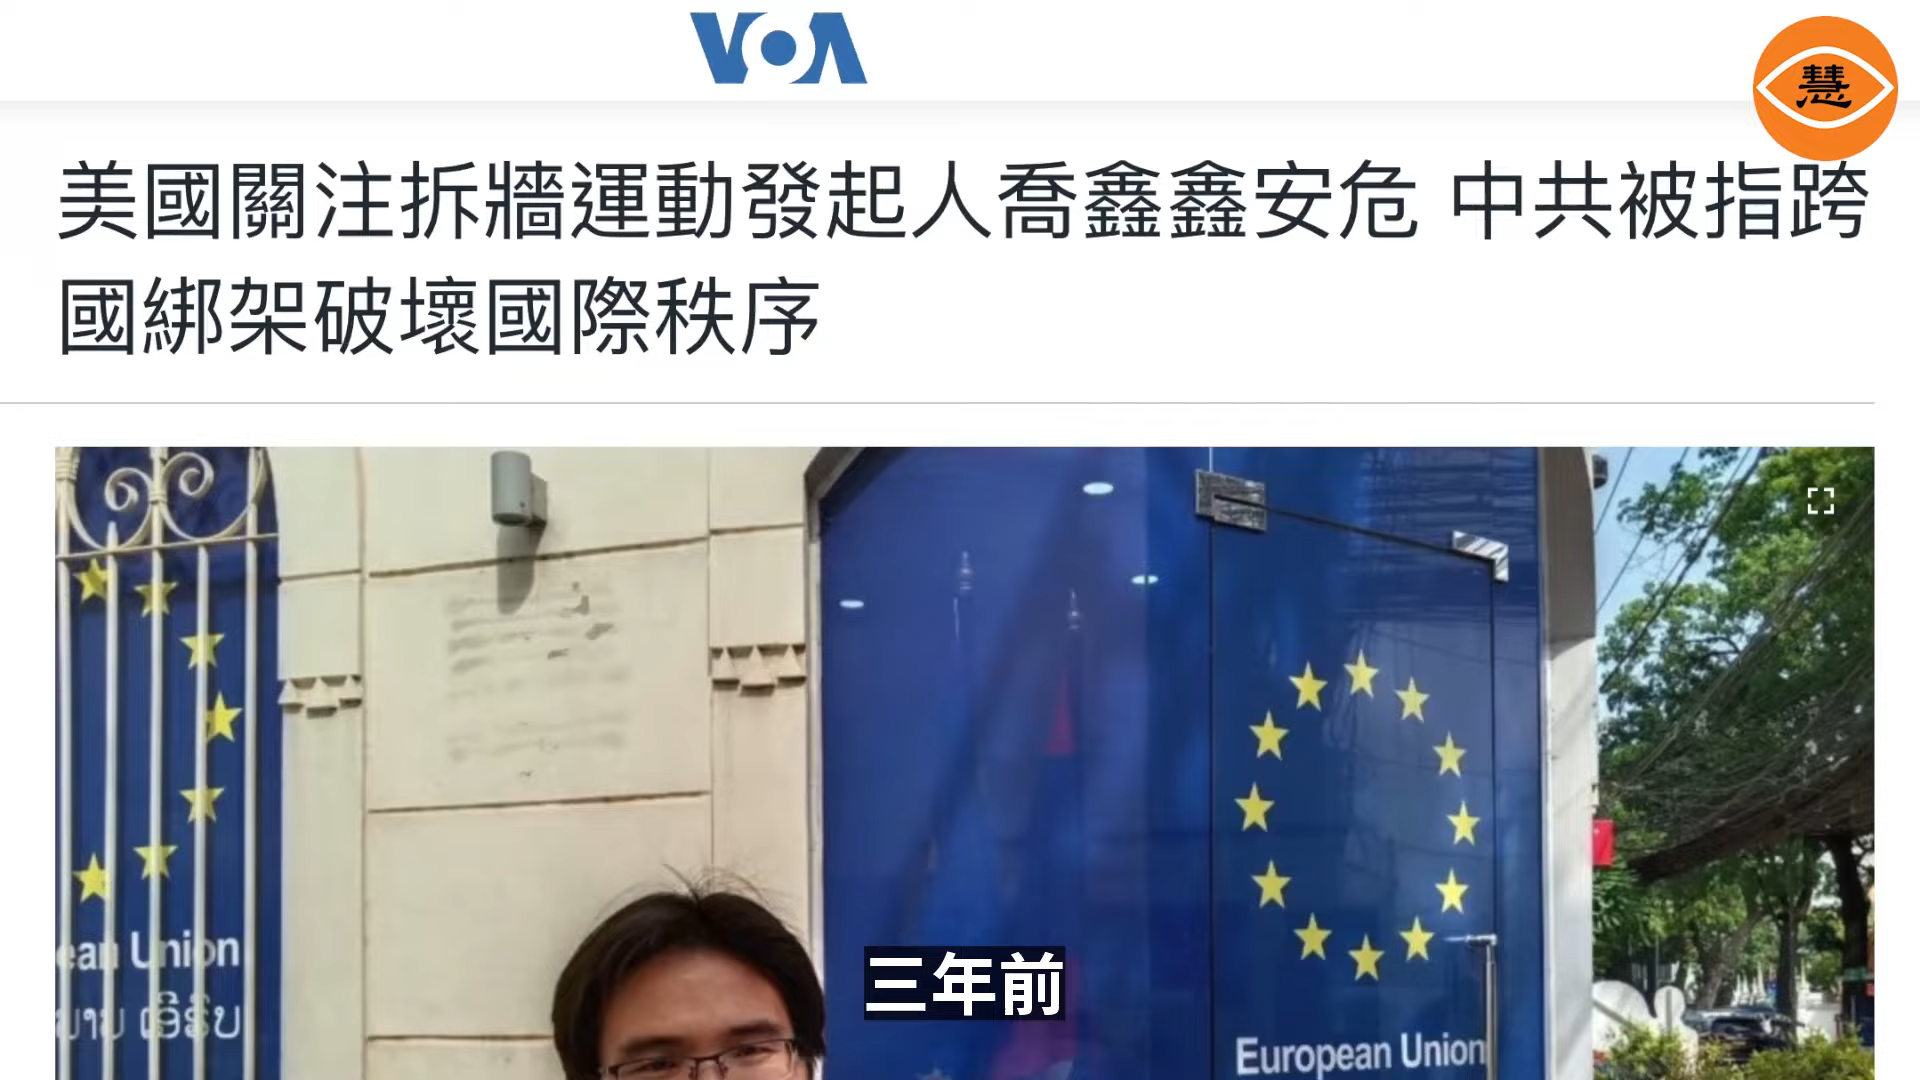 VOA
慧
美國關注拆牆運動發起人喬鑫鑫安危 中共被指跨
國綁架破壞國際秩序
ean Union
三年前
European Union